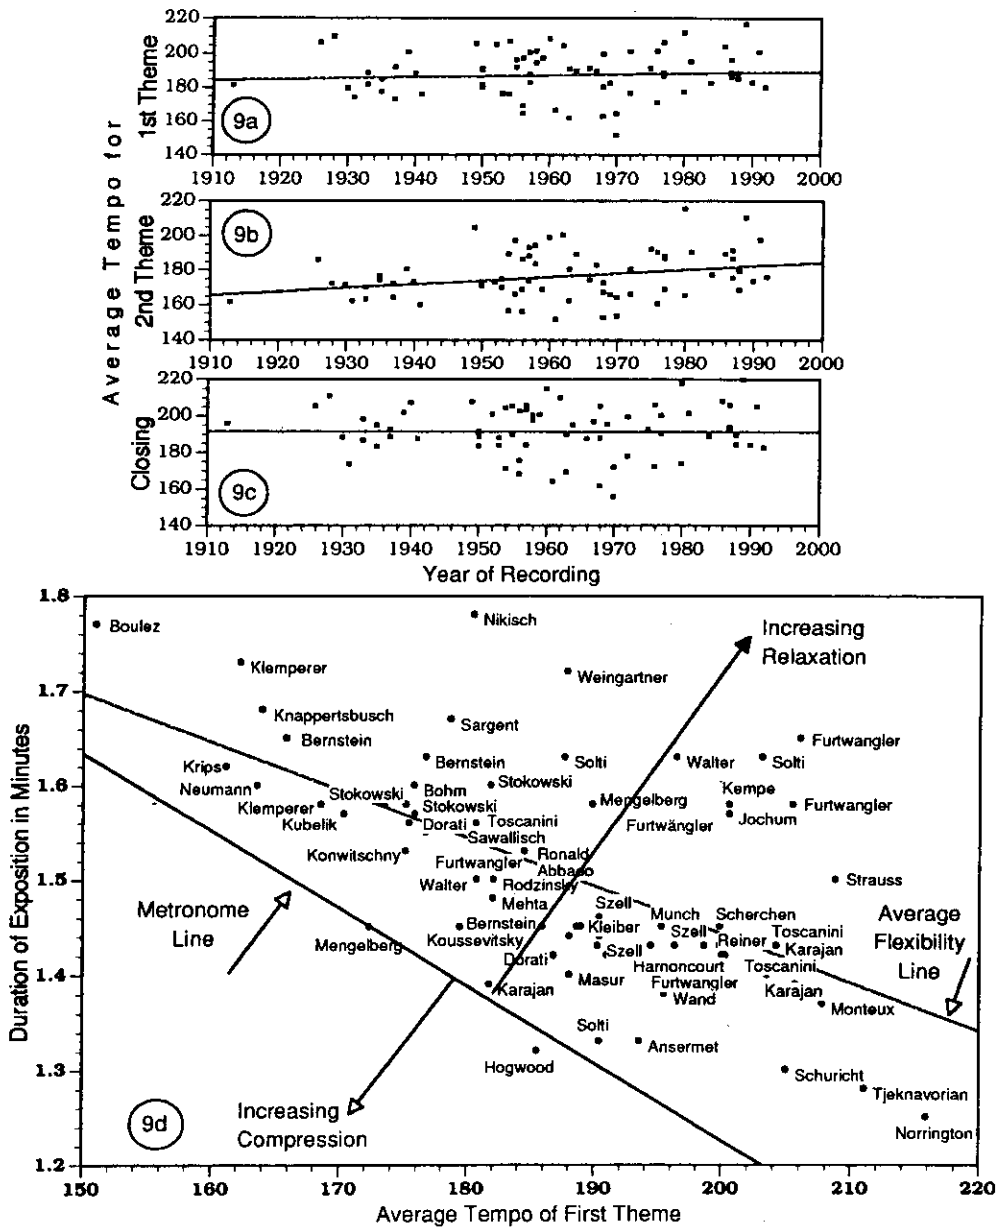 Average Tempo for
1st Theme
220
200
180
160
140
9a
1910 1920 1930 1940 1950 1960 1970 1980 1990 2000
2nd Theme
220
200
180
160
140
9b
1910 1920 1930 1940 1950 1960 1970 1980 1990 2000
Closing
220
200
180
160
140
9c
1910 1920 1930 1940 1950 1960 1970 1980 1990 2000
Year of Recording
Duration of Exposition in Minutes
1.8
1.7
1.6
1.5
1.4
1.3
1.2
Boulez
Nikisch
Increasing
Relaxation
Klemperer
Weingartner
Knappertsbusch
Sargent
Bernstein
Furtwangler
Krips
Bernstein
Solti
Walter
Solti
Neumann
Stokowski
Bohm
Stokowski
Kempe
Klemperer
Stokowski
Mengelberg
Furtwangler
Kubelik
Dorati
Toscanini
Furtwängler
Jochum
Sawallisch
Konwitschny
Furtwangler
Ronald
Abbado
Walter
Rodzinsky
Strauss
Mehta
Szell
Metronome
Line
Mengelberg
Bernstein
Koussevitsky
Kleiber
Munch
Scherchen
Average
Flexibility
Line
Szell
Toscanini
Dorati
Szell
Reiner
Karajan
Harnoncourt
Toscanini
Karajan
Masur
Furtwangler
Karajan
Wand
Monteux
Solti
Ansermet
Hogwood
Schuricht
Tjeknavorian
Norrington
Increasing
Compression
9d
150 160 170 180 190 200 210 220
Average Tempo of First Theme